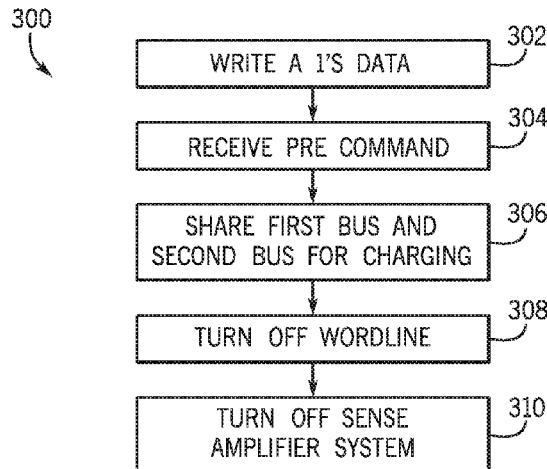 300
302
WRITE A 1'S DATA
304
RECEIVE PRE COMMAND
306
SHARE FIRST BUS AND
SECOND BUS FOR CHARGING
308
TURN OFF WORDLINE
310
TURN OFF SENSE
AMPLIFIER SYSTEM